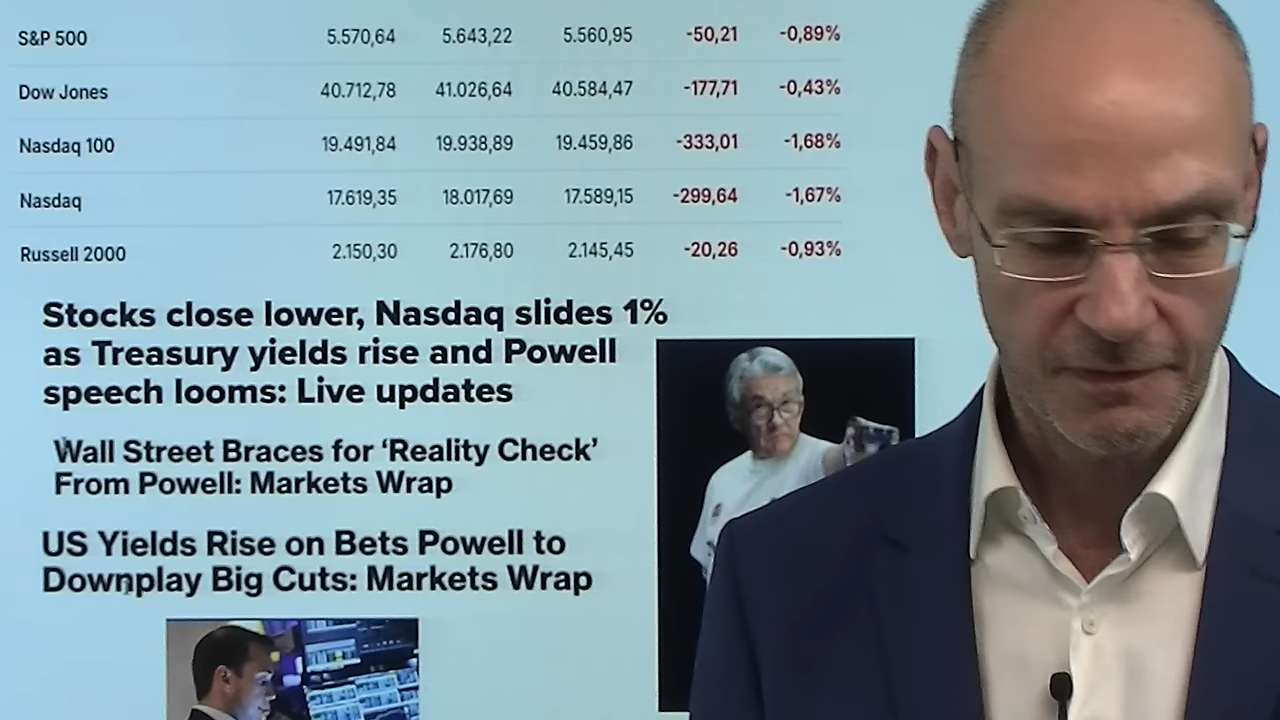 S&P 500 5.570,64 5.643,22 5.560,95 -50,21 -0,89%
Dow Jones 40.712,78 41.026,64 40.584,47 -177,71 -0,43%
Nasdaq 100 19.491,84 19.938,89 19.459,86 -333,01 -1,68%
Nasdaq 17.619,35 18.017,69 17.589,15 -299,64 -1,67%
Russell 2000 2.150,30 2.176,80 2.145,45 -20,26 -0,93%
Stocks close lower, Nasdaq slides 1%
as Treasury yields rise and Powell
speech looms: Live updates
Wall Street Braces for ‘Reality Check’
From Powell: Markets Wrap
US Yields Rise on Bets Powell to
Downplay Big Cuts: Markets Wrap